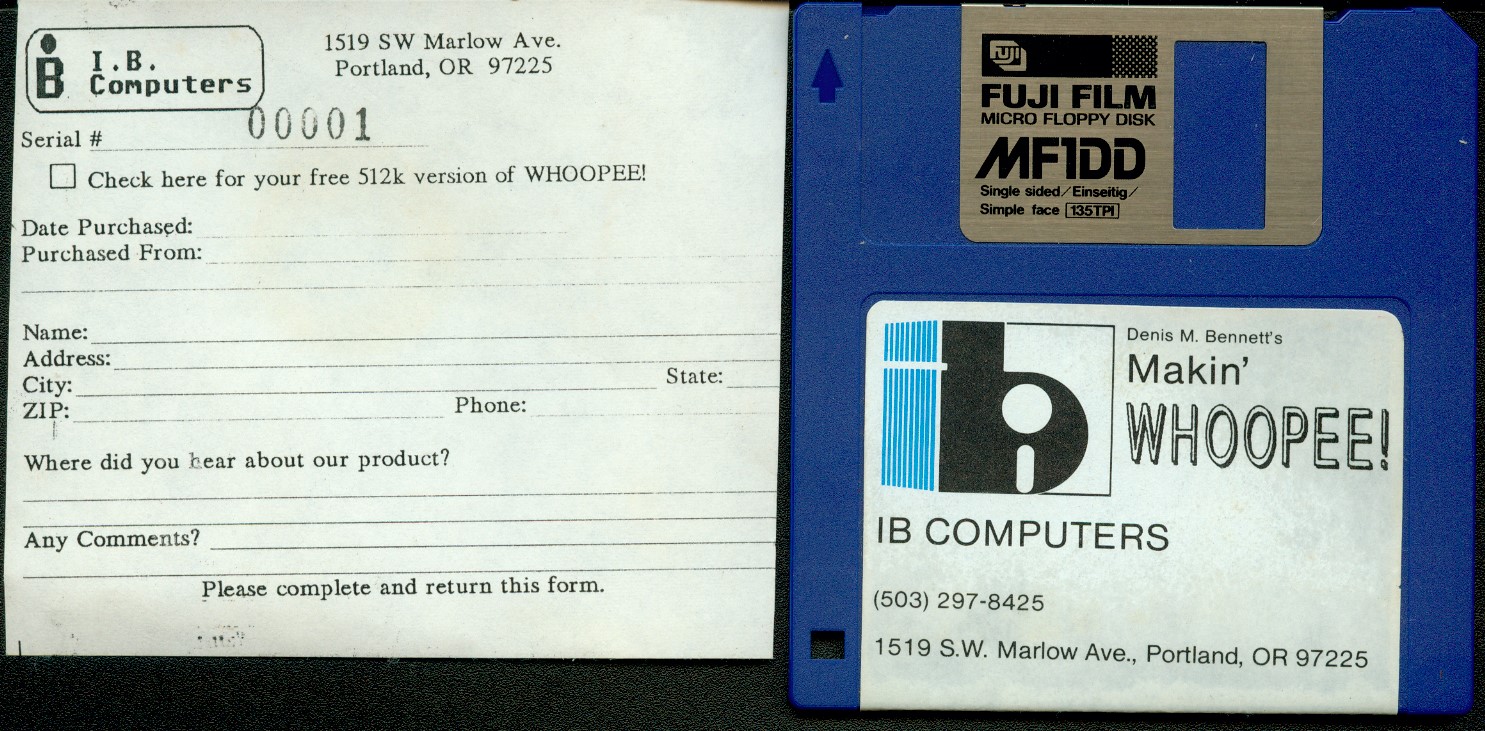 I.B.
Computers
1519 SW Marlow Ave.
Portland, OR 97225
Serial # 00001
Check here for your free 512k version of WHOOPEE!
Date Purchased:
Purchased From:
Name:
Address:
City: State:
ZIP: Phone:
Where did you hear about our product?
Any Comments?
Please complete and return this form.
FUJI
FUJI FILM
MICRO FLOPPY DISK
MF1DD
Single sided/Einseitig/
Simple face 135TPI
ib
Denis M. Bennett's
Makin'
WHOOPEE!
IB COMPUTERS
(503) 297-8425
1519 S.W. Marlow Ave., Portland, OR 97225